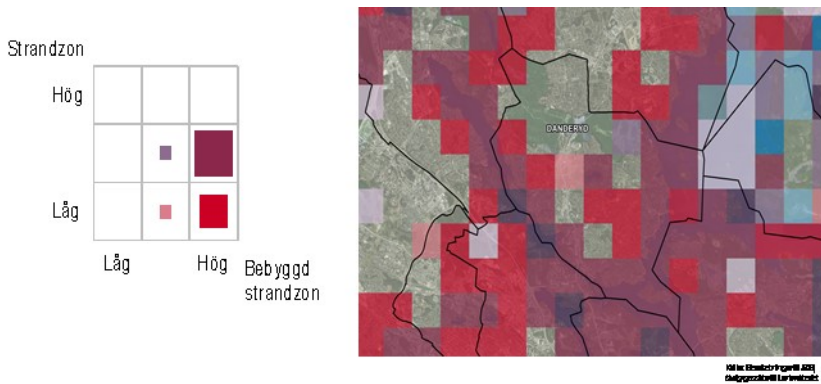 Strandzon
Hög
Låg
Låg
Hög
Bebyggd
strandzon
DANDERYD